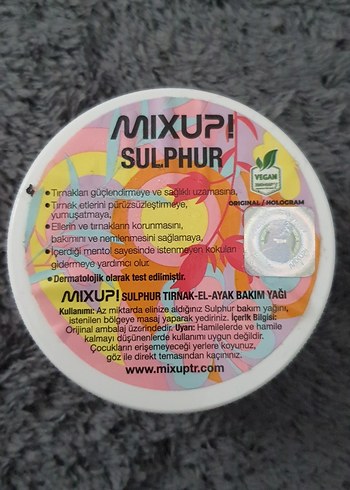 MIXUP!
SULPHUR
VEGAN
ORIGINAL / HOLOGRAM
• Tırnakları güçlendirmeye ve sağlıklı uzamasına,
• Tırnak etlerini pürüzsüzleştirmeye,
yumuşatmaya,
• Ellerin ve tırnakların korunmasını,
bakımını ve nemlenmesini sağlamaya,
• İçerdiği mentol sayesinde istenmeyen kokuları
gidermeye yardımcı olur.
• Dermatolojik olarak test edilmiştir.
MIXUP! SULPHUR TIRNAK-EL-AYAK BAKIM YAĞI
Kullanımı: Az miktarda elinize aldığınız Sulphur bakım yağını,
istenilen bölgeye masaj yaparak yediriniz. İçerik Bilgisi:
Orijinal ambalaj üzerindedir. Uyarı: Hamilelerde ve hamile
kalmayı düşünenlerde kullanımı uygun değildir.
Çocukların erişemeyeceği yerlere koyunuz,
göz ile direkt temasından kaçınınız.
www.mixuptr.com